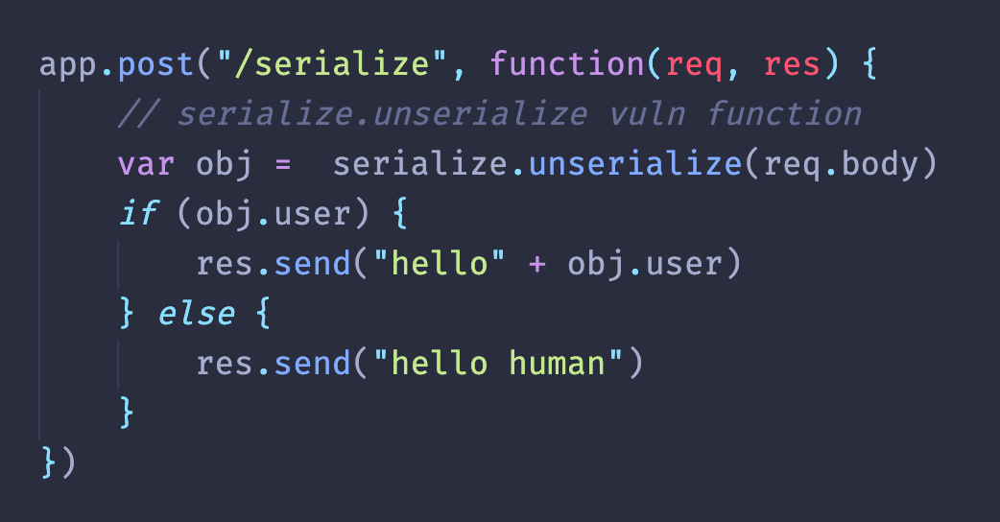 app.post("/serialize", function(req, res) {
    // serialize.unserialize vuln function
    var obj =  serialize.unserialize(req.body)
    if (obj.user) {
        res.send("hello" + obj.user)
    } else {
        res.send("hello human")
    }
})